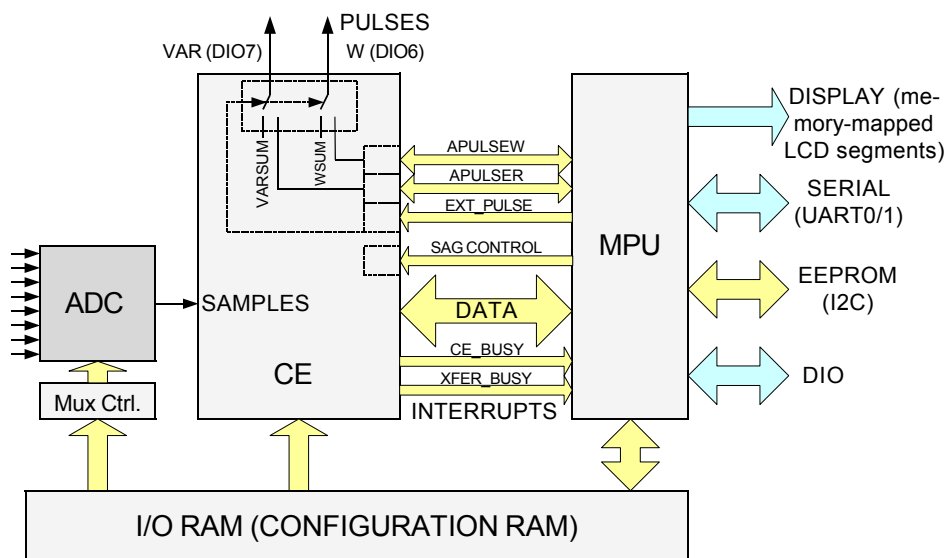 PULSES
VAR (DIO7)
W (DIO6)
VARSUM
WSUM
APULSEW
APULSER
EXT_PULSE
SAG CONTROL
DATA
CE_BUSY
XFER_BUSY
INTERRUPTS
ADC
SAMPLES
CE
Mux Ctrl.
MPU
DISPLAY (me-
mory-mapped
LCD segments)
SERIAL
(UART0/1)
EEPROM
(I2C)
DIO
I/O RAM (CONFIGURATION RAM)